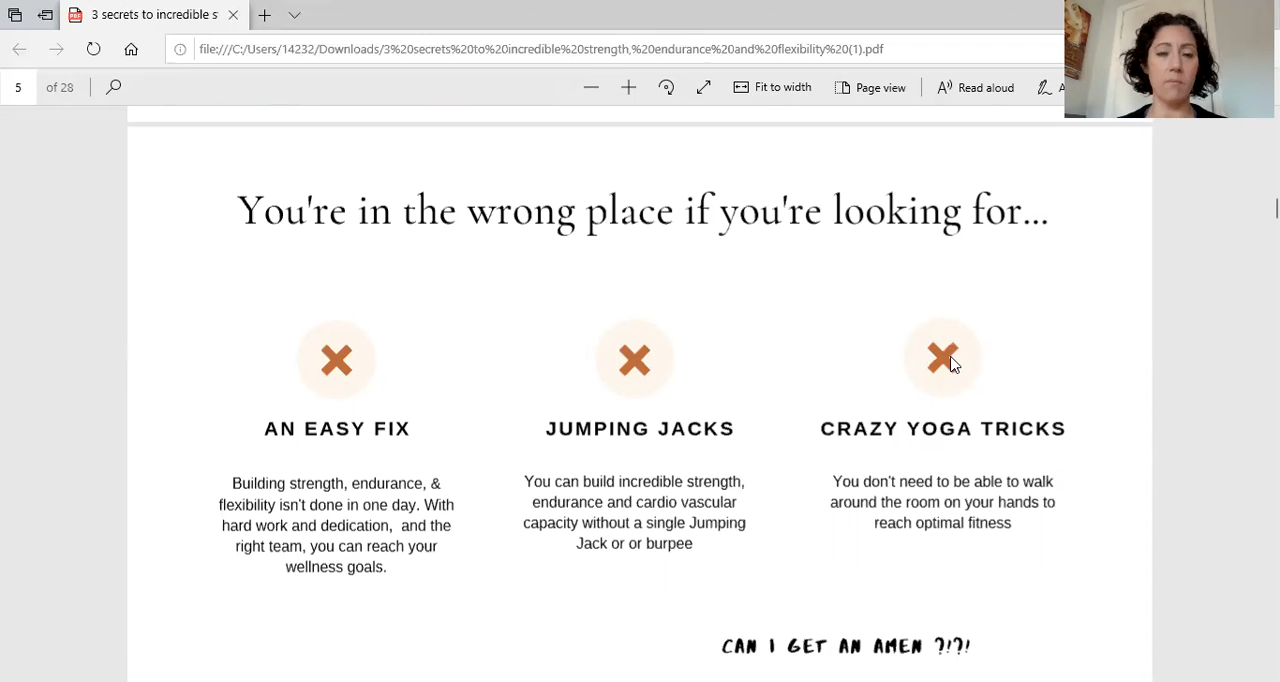 3 secrets to incredible s
file:///C:/Users/14232/Downloads/3%20secrets%20to%20incredible%20strength,%20endurance%20and%20flexibility%20(1).pdf
5 of 28
Fit to width
Page view
Read aloud
You're in the wrong place if you're looking for...
AN EASY FIX
Building strength, endurance, &
flexibility isn't done in one day. With
hard work and dedication, and the
right team, you can reach your
wellness goals.
JUMPING JACKS
You can build incredible strength,
endurance and cardio vascular
capacity without a single Jumping
Jack or or burpee
CRAZY YOGA TRICKS
You don't need to be able to walk
around the room on your hands to
reach optimal fitness
CAN I GET AN AMEN ?!?!